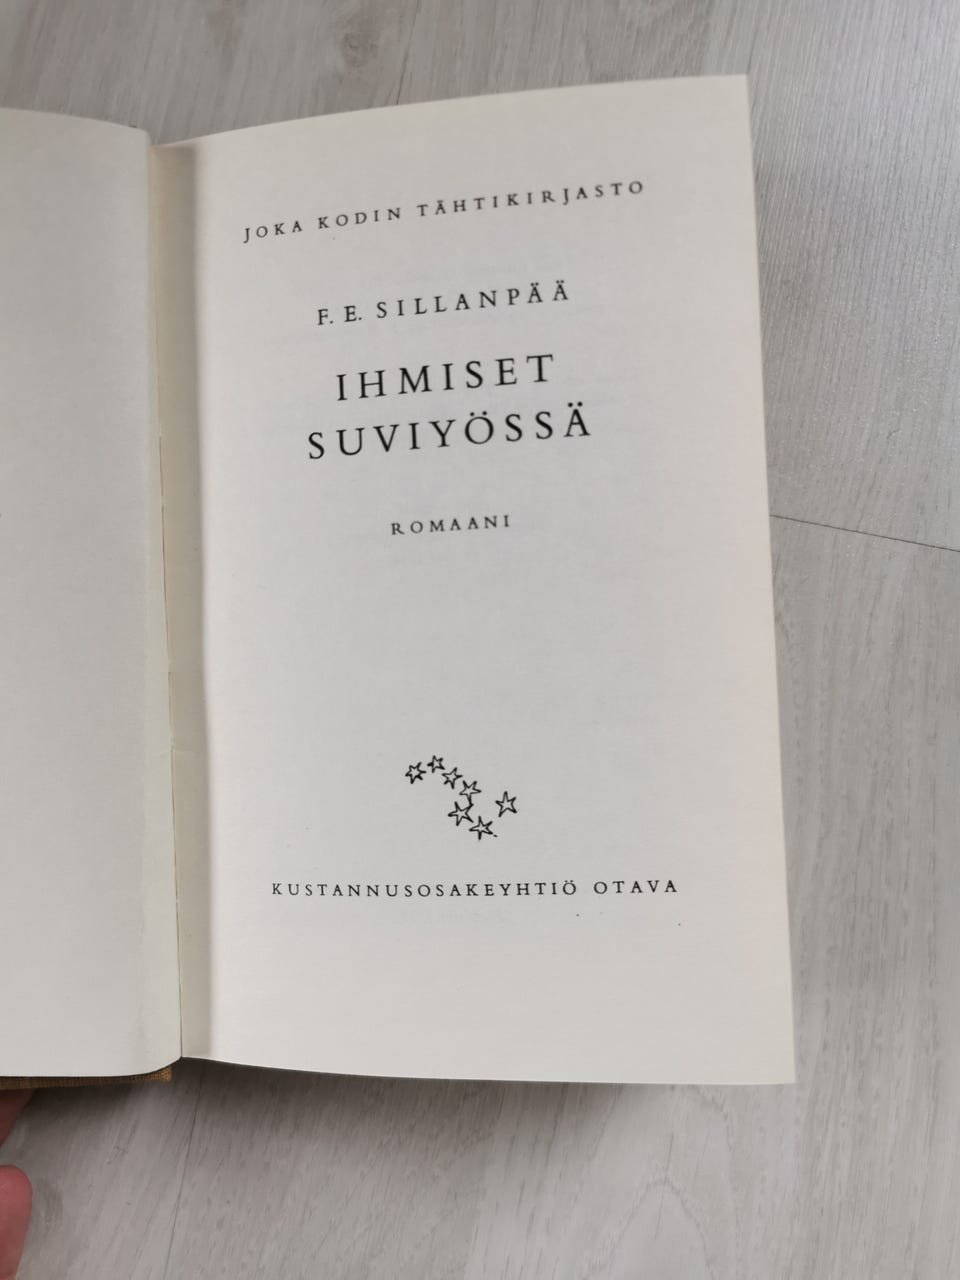 JOKA KODIN TÄHTIKIRJASTO
F. E. SILLANPÄÄ
IHMISET
SUVIYÖSSÄ
ROMAANI
KUSTANNUSOSAKEYHTIÖ OTAVA